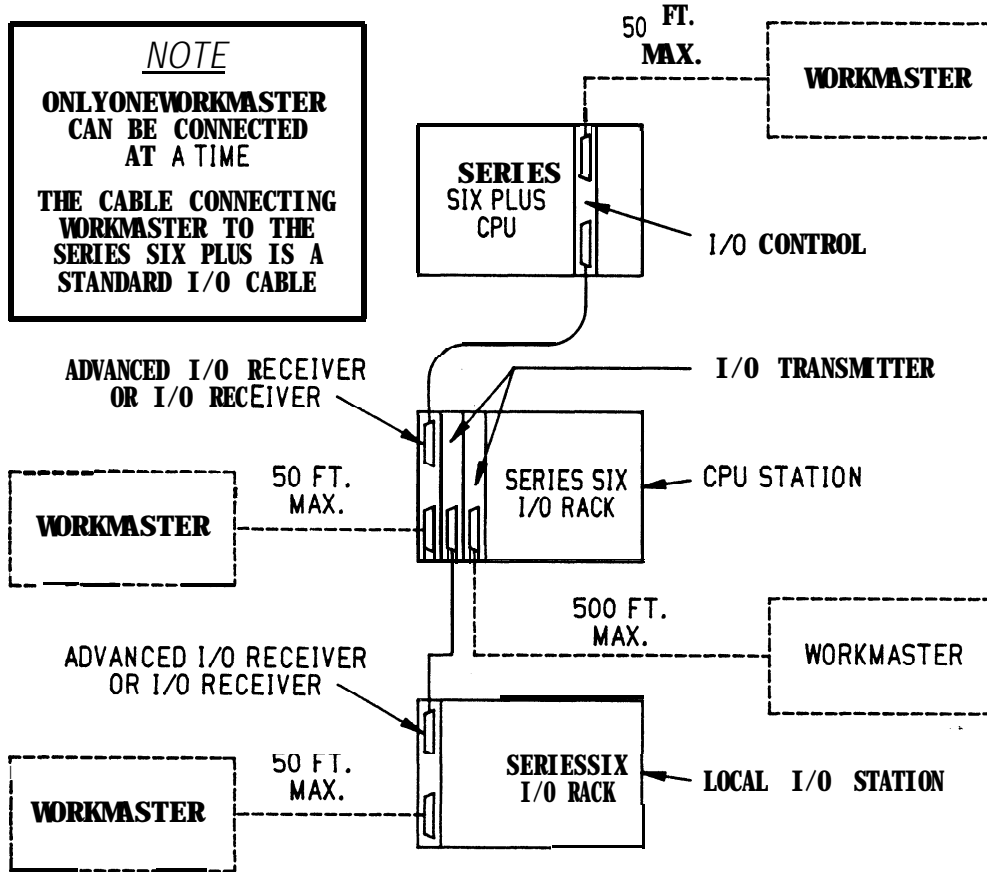 NOTE
ONLYONEWORKMASTER
CAN BE CONNECTED
AT A TIME
THE CABLE CONNECTING
WORKMASTER TO THE
SERIES SIX PLUS IS A
STANDARD I/O CABLE
50 FT.
MAX.
WORKMASTER
SERIES
SIX PLUS
CPU
I/O CONTROL
ADVANCED I/O RECEIVER
OR I/O RECEIVER
I/O TRANSMITTER
50 FT.
MAX.
WORKMASTER
SERIES SIX
I/O RACK
CPU STATION
500 FT.
MAX.
WORKMASTER
ADVANCED I/O RECEIVER
OR I/O RECEIVER
50 FT.
MAX.
WORKMASTER
SERIESSIX
I/O RACK
LOCAL I/O STATION